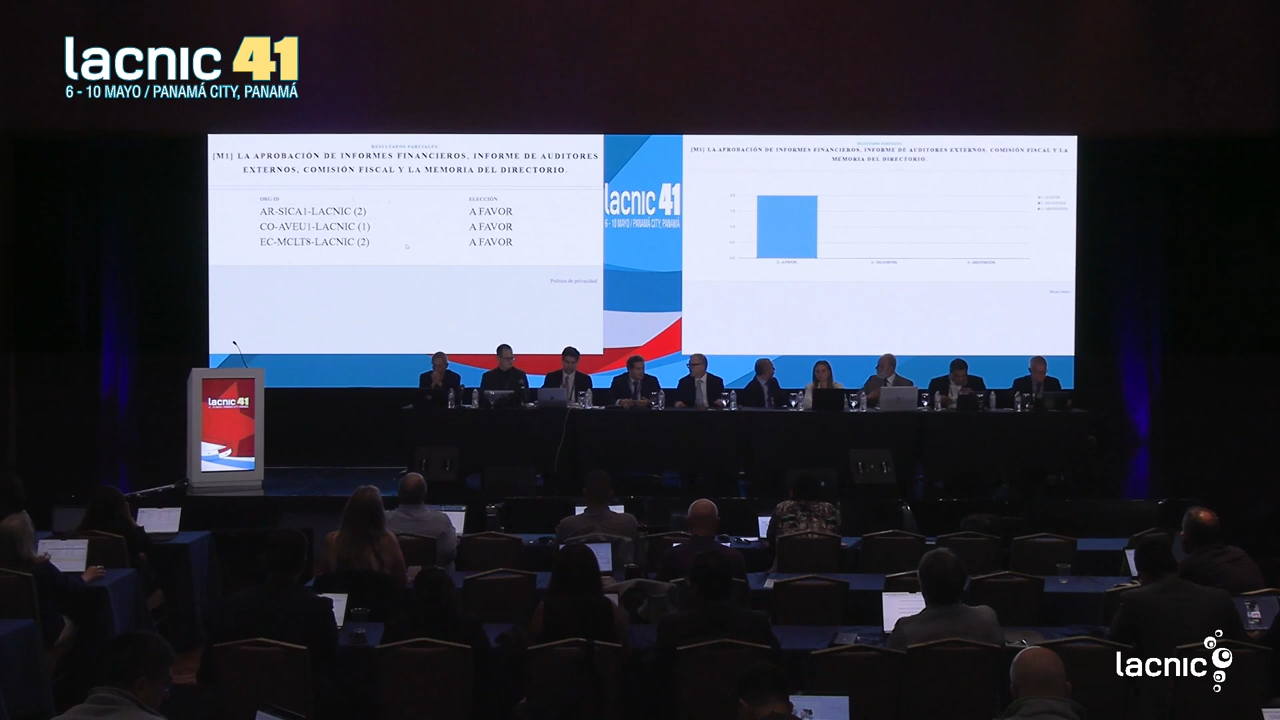 lacnic 41
6 - 10 MAYO / PANAMÁ CITY, PANAMÁ
RESULTADOS PARCIALES
[M1] LA APROBACIÓN DE INFORMES FINANCIEROS, INFORME DE AUDITORES
EXTERNOS, COMISIÓN FISCAL Y LA MEMORIA DEL DIRECTORIO.
ORG ID ELECCIÓN
AR-SICA1-LACNIC (2) A FAVOR
CO-AVEU1-LACNIC (1) A FAVOR
EC-MCLT8-LACNIC (2) A FAVOR
Política de privacidad
lacnic 41
6 - 10 MAYO / PANAMÁ CITY, PANAMÁ
[M1] LA APROBACIÓN DE INFORMES FINANCIEROS, INFORME DE AUDITORES EXTERNOS, COMISIÓN FISCAL Y LA
MEMORIA DEL DIRECTORIO.
lacnic 41
lacnic